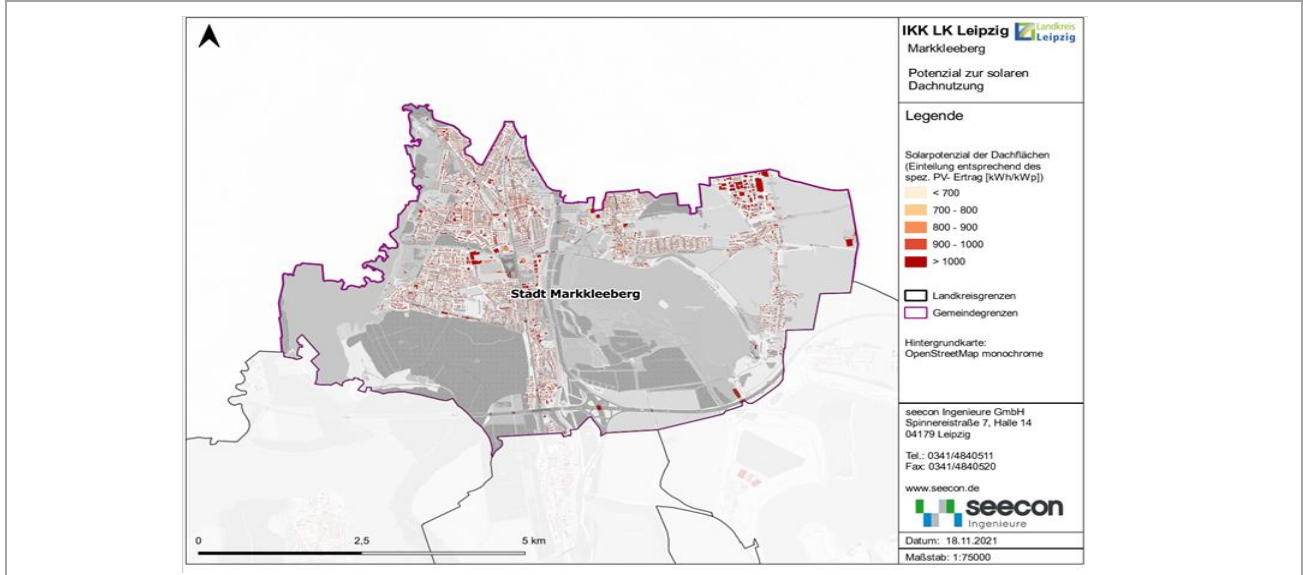 IKK LK Leipzig
Landkreis
Leipzig
Markkleeberg
Potenzial zur solaren
Dachnutzung
Legende
Solarpotenzial der Dachflächen
(Einteilung entsprechend des
spez. PV- Ertrag [kWh/kWp])
< 700
700 - 800
800 - 900
900 - 1000
> 1000
Landkreisgrenzen
Gemeindegrenzen
Hintergrundkarte:
OpenStreetMap monochrome
Stadt Markkleeberg
0 2,5 5 km
seecon Ingenieure GmbH
Spinnereistraße 7, Halle 14
04179 Leipzig
Tel.: 0341/4840511
Fax: 0341/4840520
www.seecon.de
seecon
Ingenieure
Datum: 18.11.2021
Maßstab: 1:75000